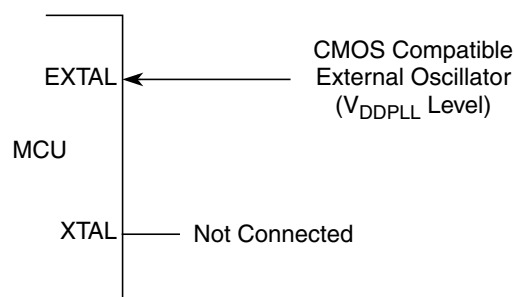 CMOS Compatible
External Oscillator
(VDDPLL Level)
EXTAL
MCU
XTAL
Not Connected